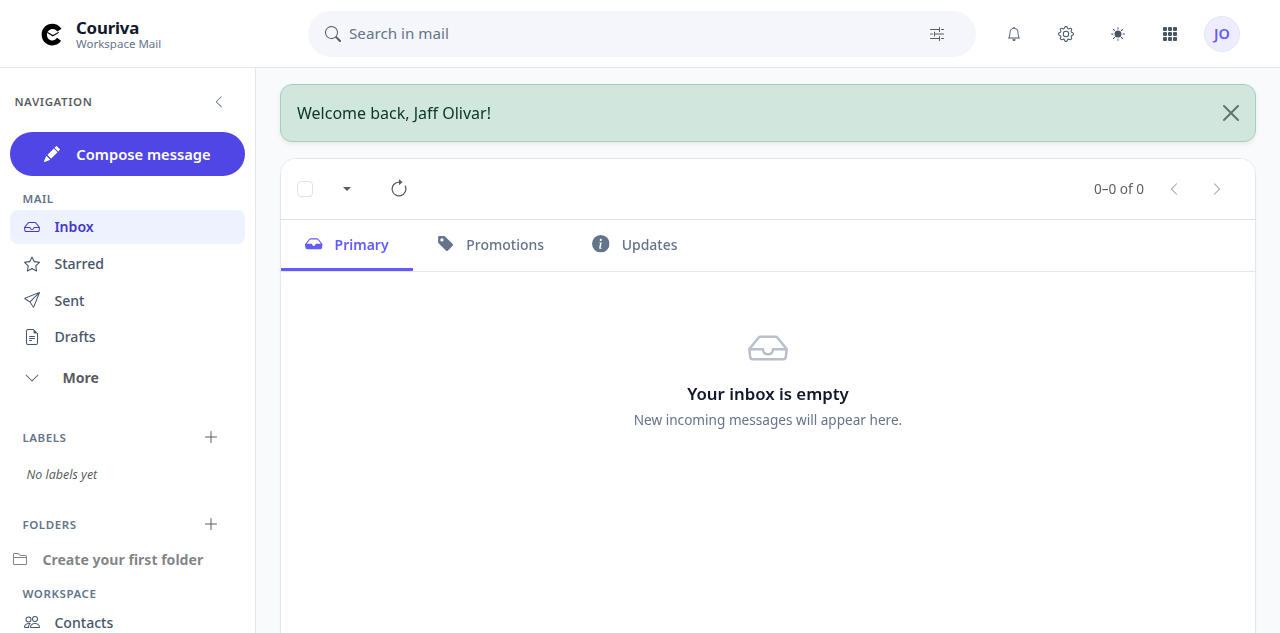 Couriva
Workspace Mail
Search in mail
JO
NAVIGATION
Compose message
MAIL
Inbox
Starred
Sent
Drafts
More
LABELS
No labels yet
FOLDERS
Create your first folder
WORKSPACE
Contacts
Welcome back, Jaff Olivar!
0–0 of 0
Primary
Promotions
Updates
Your inbox is empty
New incoming messages will appear here.